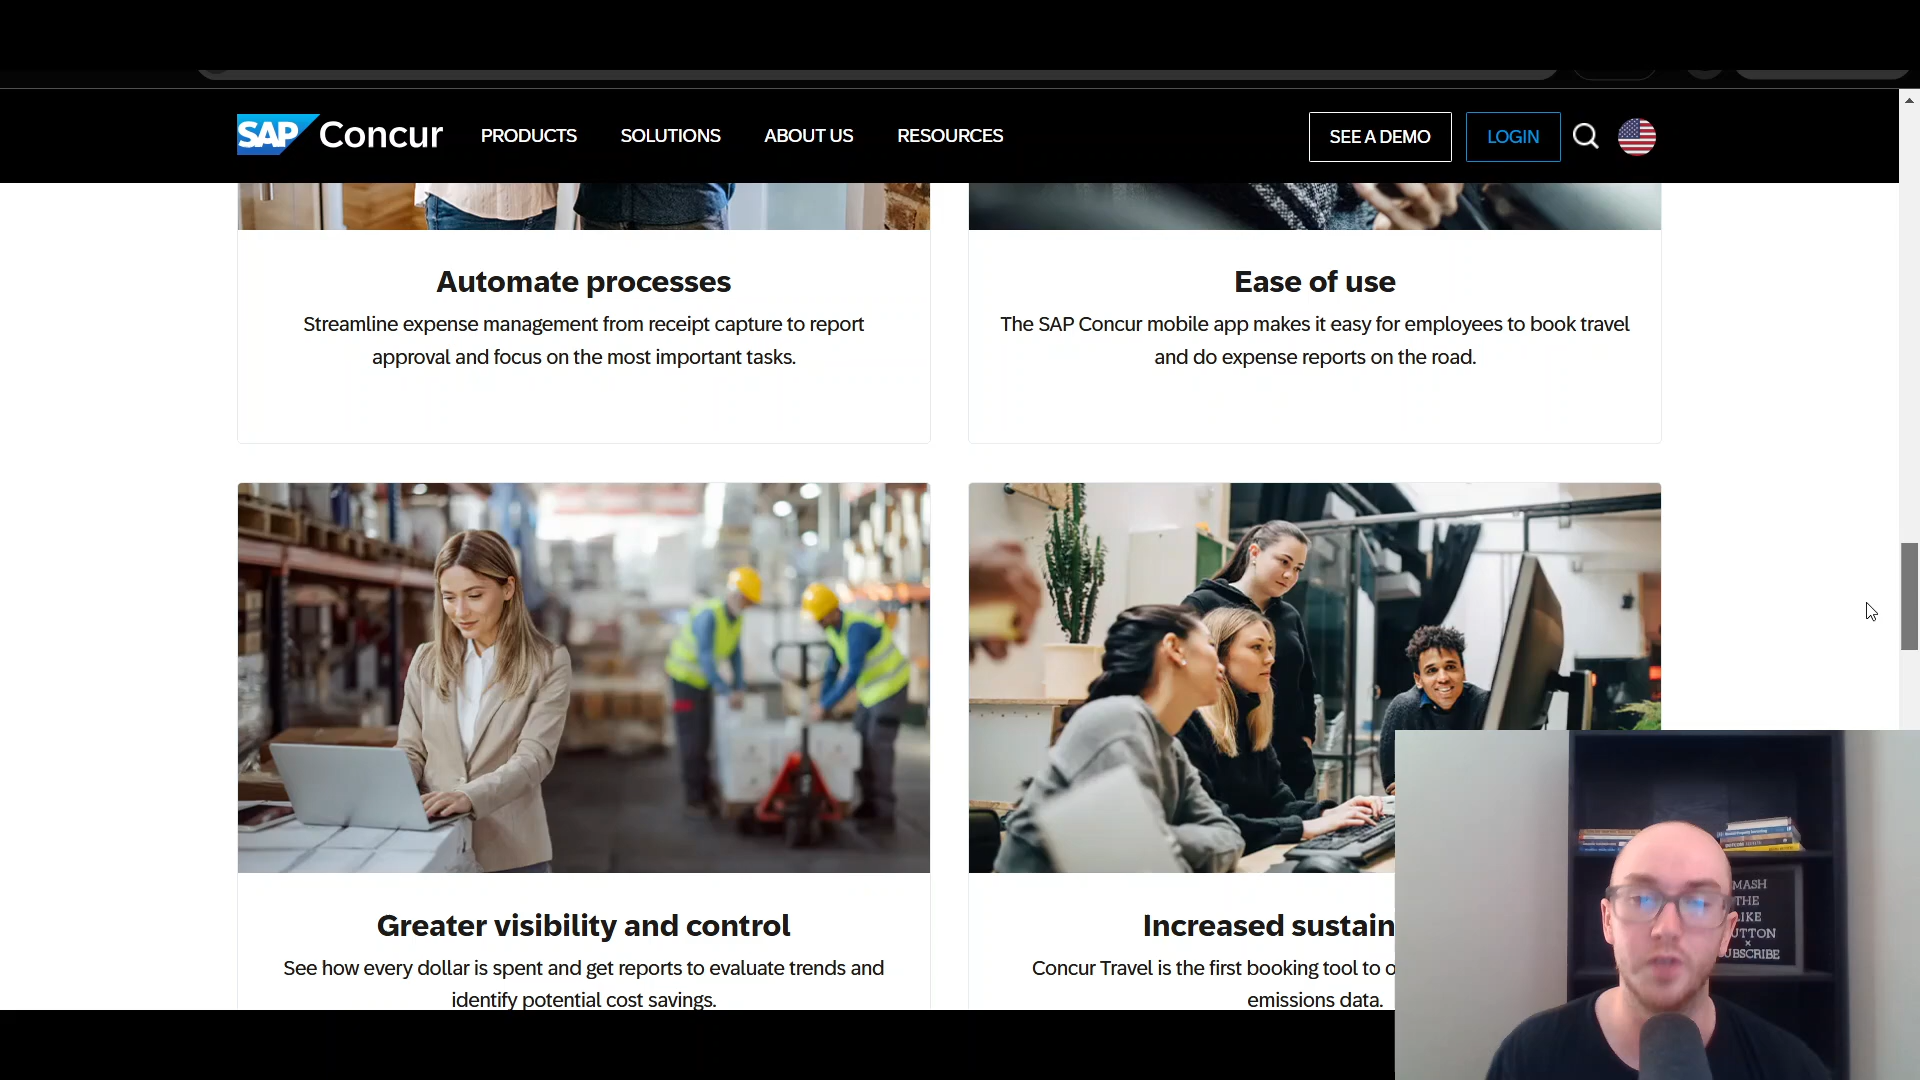 SAP Concur PRODUCTS SOLUTIONS ABOUT US RESOURCES SEE A DEMO LOGIN
Automate processes
Streamline expense management from receipt capture to report
approval and focus on the most important tasks.
Ease of use
The SAP Concur mobile app makes it easy for employees to book travel
and do expense reports on the road.
Greater visibility and control
See how every dollar is spent and get reports to evaluate trends and
identify potential cost savings.
Increased sustain
Concur Travel is the first booking tool to o
emissions data.
MASH
THE
LIKE
UTTON
×
UBSCRIBE